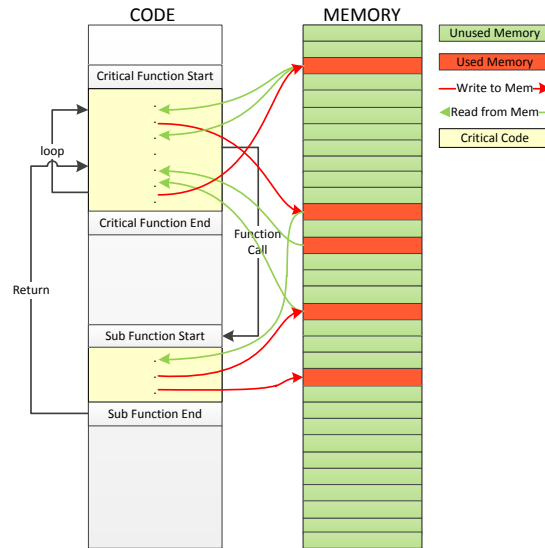 CODE
MEMORY
Unused Memory
Used Memory
Write to Mem
Read from Mem
Critical Code
Critical Function Start
loop
Critical Function End
Function
Call
Return
Sub Function Start
Sub Function End